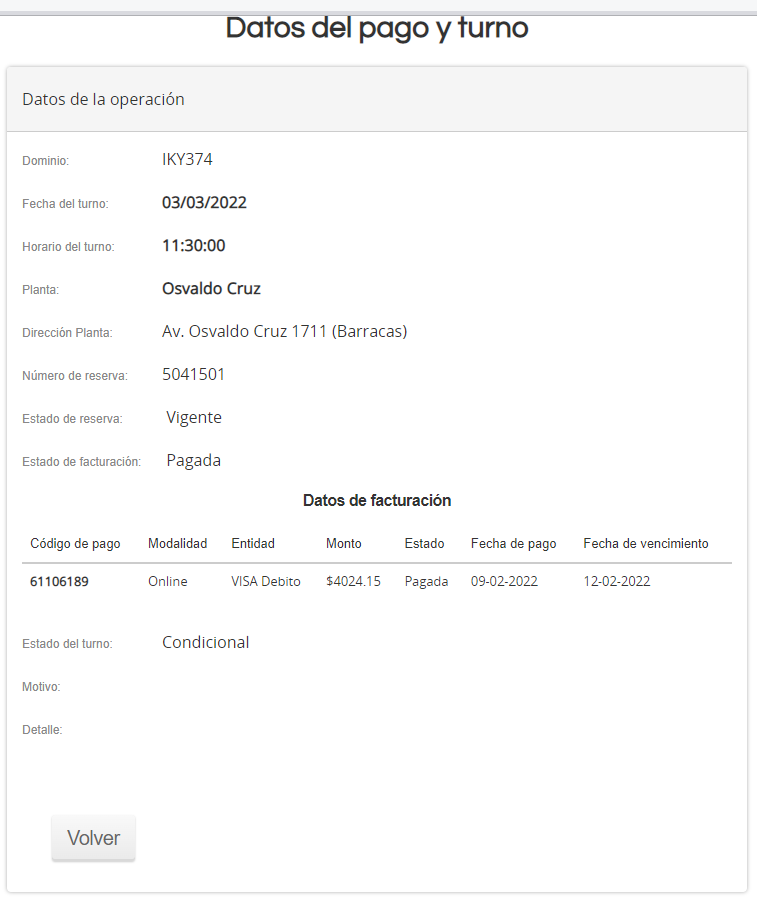 Datos del pago y turno
Datos de la operación
Dominio: IKY374
Fecha del turno: 03/03/2022
Horario del turno: 11:30:00
Planta: Osvaldo Cruz
Dirección Planta: Av. Osvaldo Cruz 1711 (Barracas)
Número de reserva: 5041501
Estado de reserva: Vigente
Estado de facturación: Pagada
Datos de facturación
Código de pago Modalidad Entidad Monto Estado Fecha de pago Fecha de vencimiento
61106189 Online VISA Debito $4024.15 Pagada 09-02-2022 12-02-2022
Estado del turno: Condicional
Motivo:
Detalle:
Volver